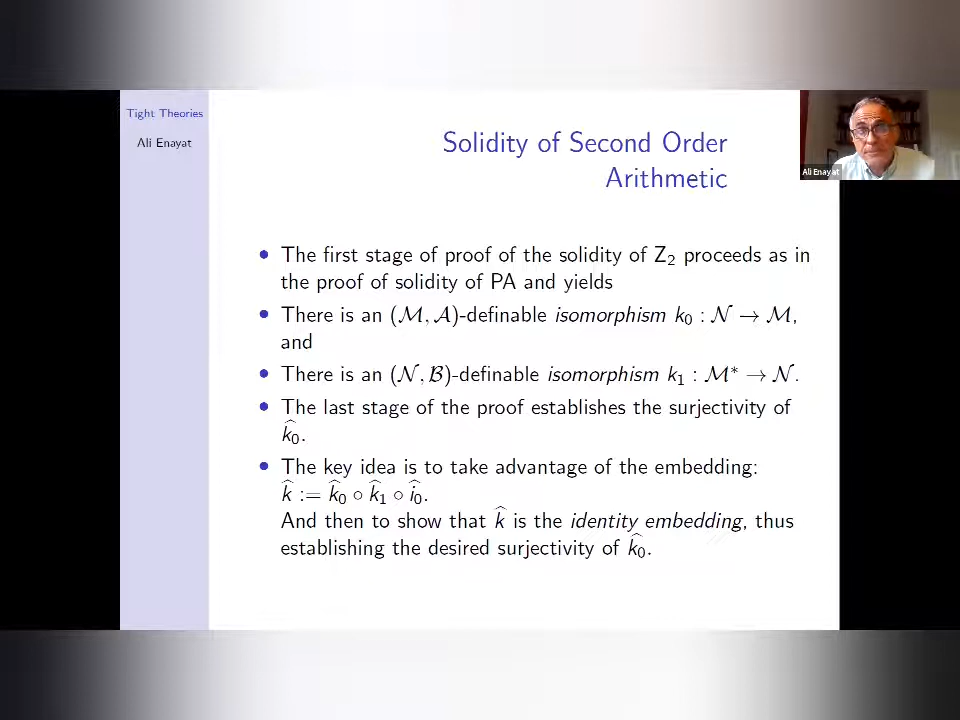 Tight Theories
Ali Enayat
Solidity of Second Order
Arithmetic
Ali Enayat
• The first stage of proof of the solidity of Z₂ proceeds as in
the proof of solidity of PA and yields
• There is an (ℳ, 𝒜)-definable isomorphism k₀ : 𝒩 → ℳ,
and
• There is an (𝒩, ℬ)-definable isomorphism k₁ : ℳ* → 𝒩.
• The last stage of the proof establishes the surjectivity of
k̂₀.
• The key idea is to take advantage of the embedding:
k̂ := k̂₀ ∘ k̂₁ ∘ î₀.
And then to show that k̂ is the identity embedding, thus
establishing the desired surjectivity of k̂₀.